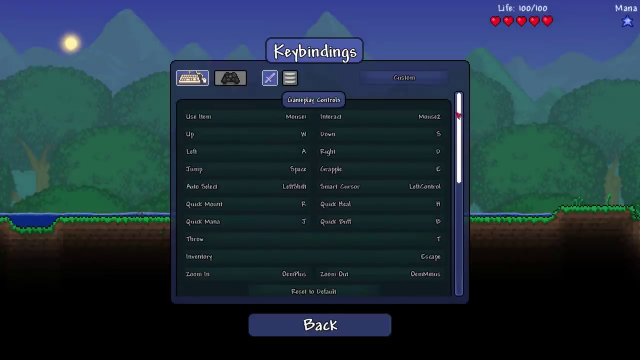 Life: 100/100
Mana
Keybindings
Custom
Gameplay Controls
Use Item Mouse1 Interact Mouse2
Up W Down S
Left A Right D
Jump Space Grapple E
Auto Select LeftShift Smart Cursor LeftControl
Quick Mount R Quick Heal H
Quick Mana J Quick Buff B
Throw T
Inventory Escape
Zoom In OemPlus Zoom Out OemMinus
Reset to Default
Back